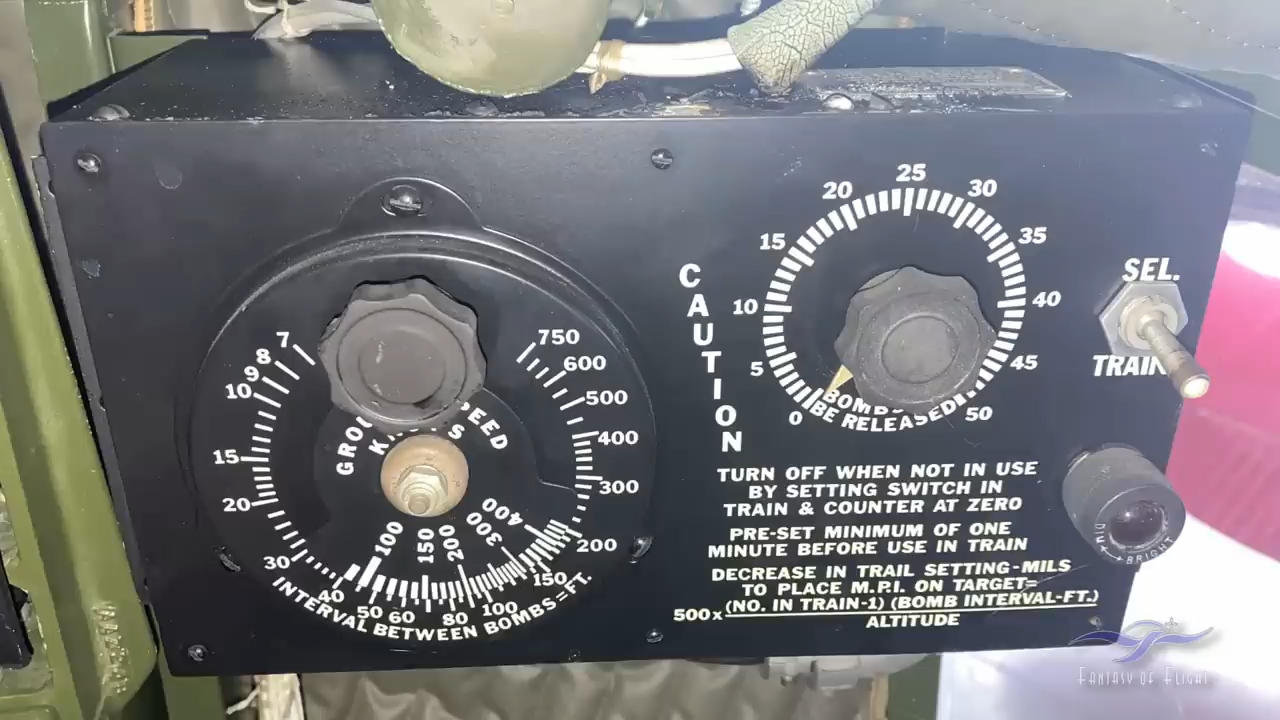 7
8
9
10
15
20
30
40
50
60
80
100
150
200
300
400
500
600
750
100
150
200
300
400
INTERVAL BETWEEN BOMBS=FT.
CAUTION
0
5
10
15
20
25
30
35
40
45
50
BE RELEASED
SEL.
TRAIN
DIM
BRIGHT
TURN OFF WHEN NOT IN USE
BY SETTING SWITCH IN
TRAIN & COUNTER AT ZERO
PRE-SET MINIMUM OF ONE
MINUTE BEFORE USE IN TRAIN
DECREASE IN TRAIL SETTING-MILS
TO PLACE M.P.I. ON TARGET=
500x (NO. IN TRAIN-1) (BOMB INTERVAL-FT.)
ALTITUDE
FANTASY OF FLIGHT